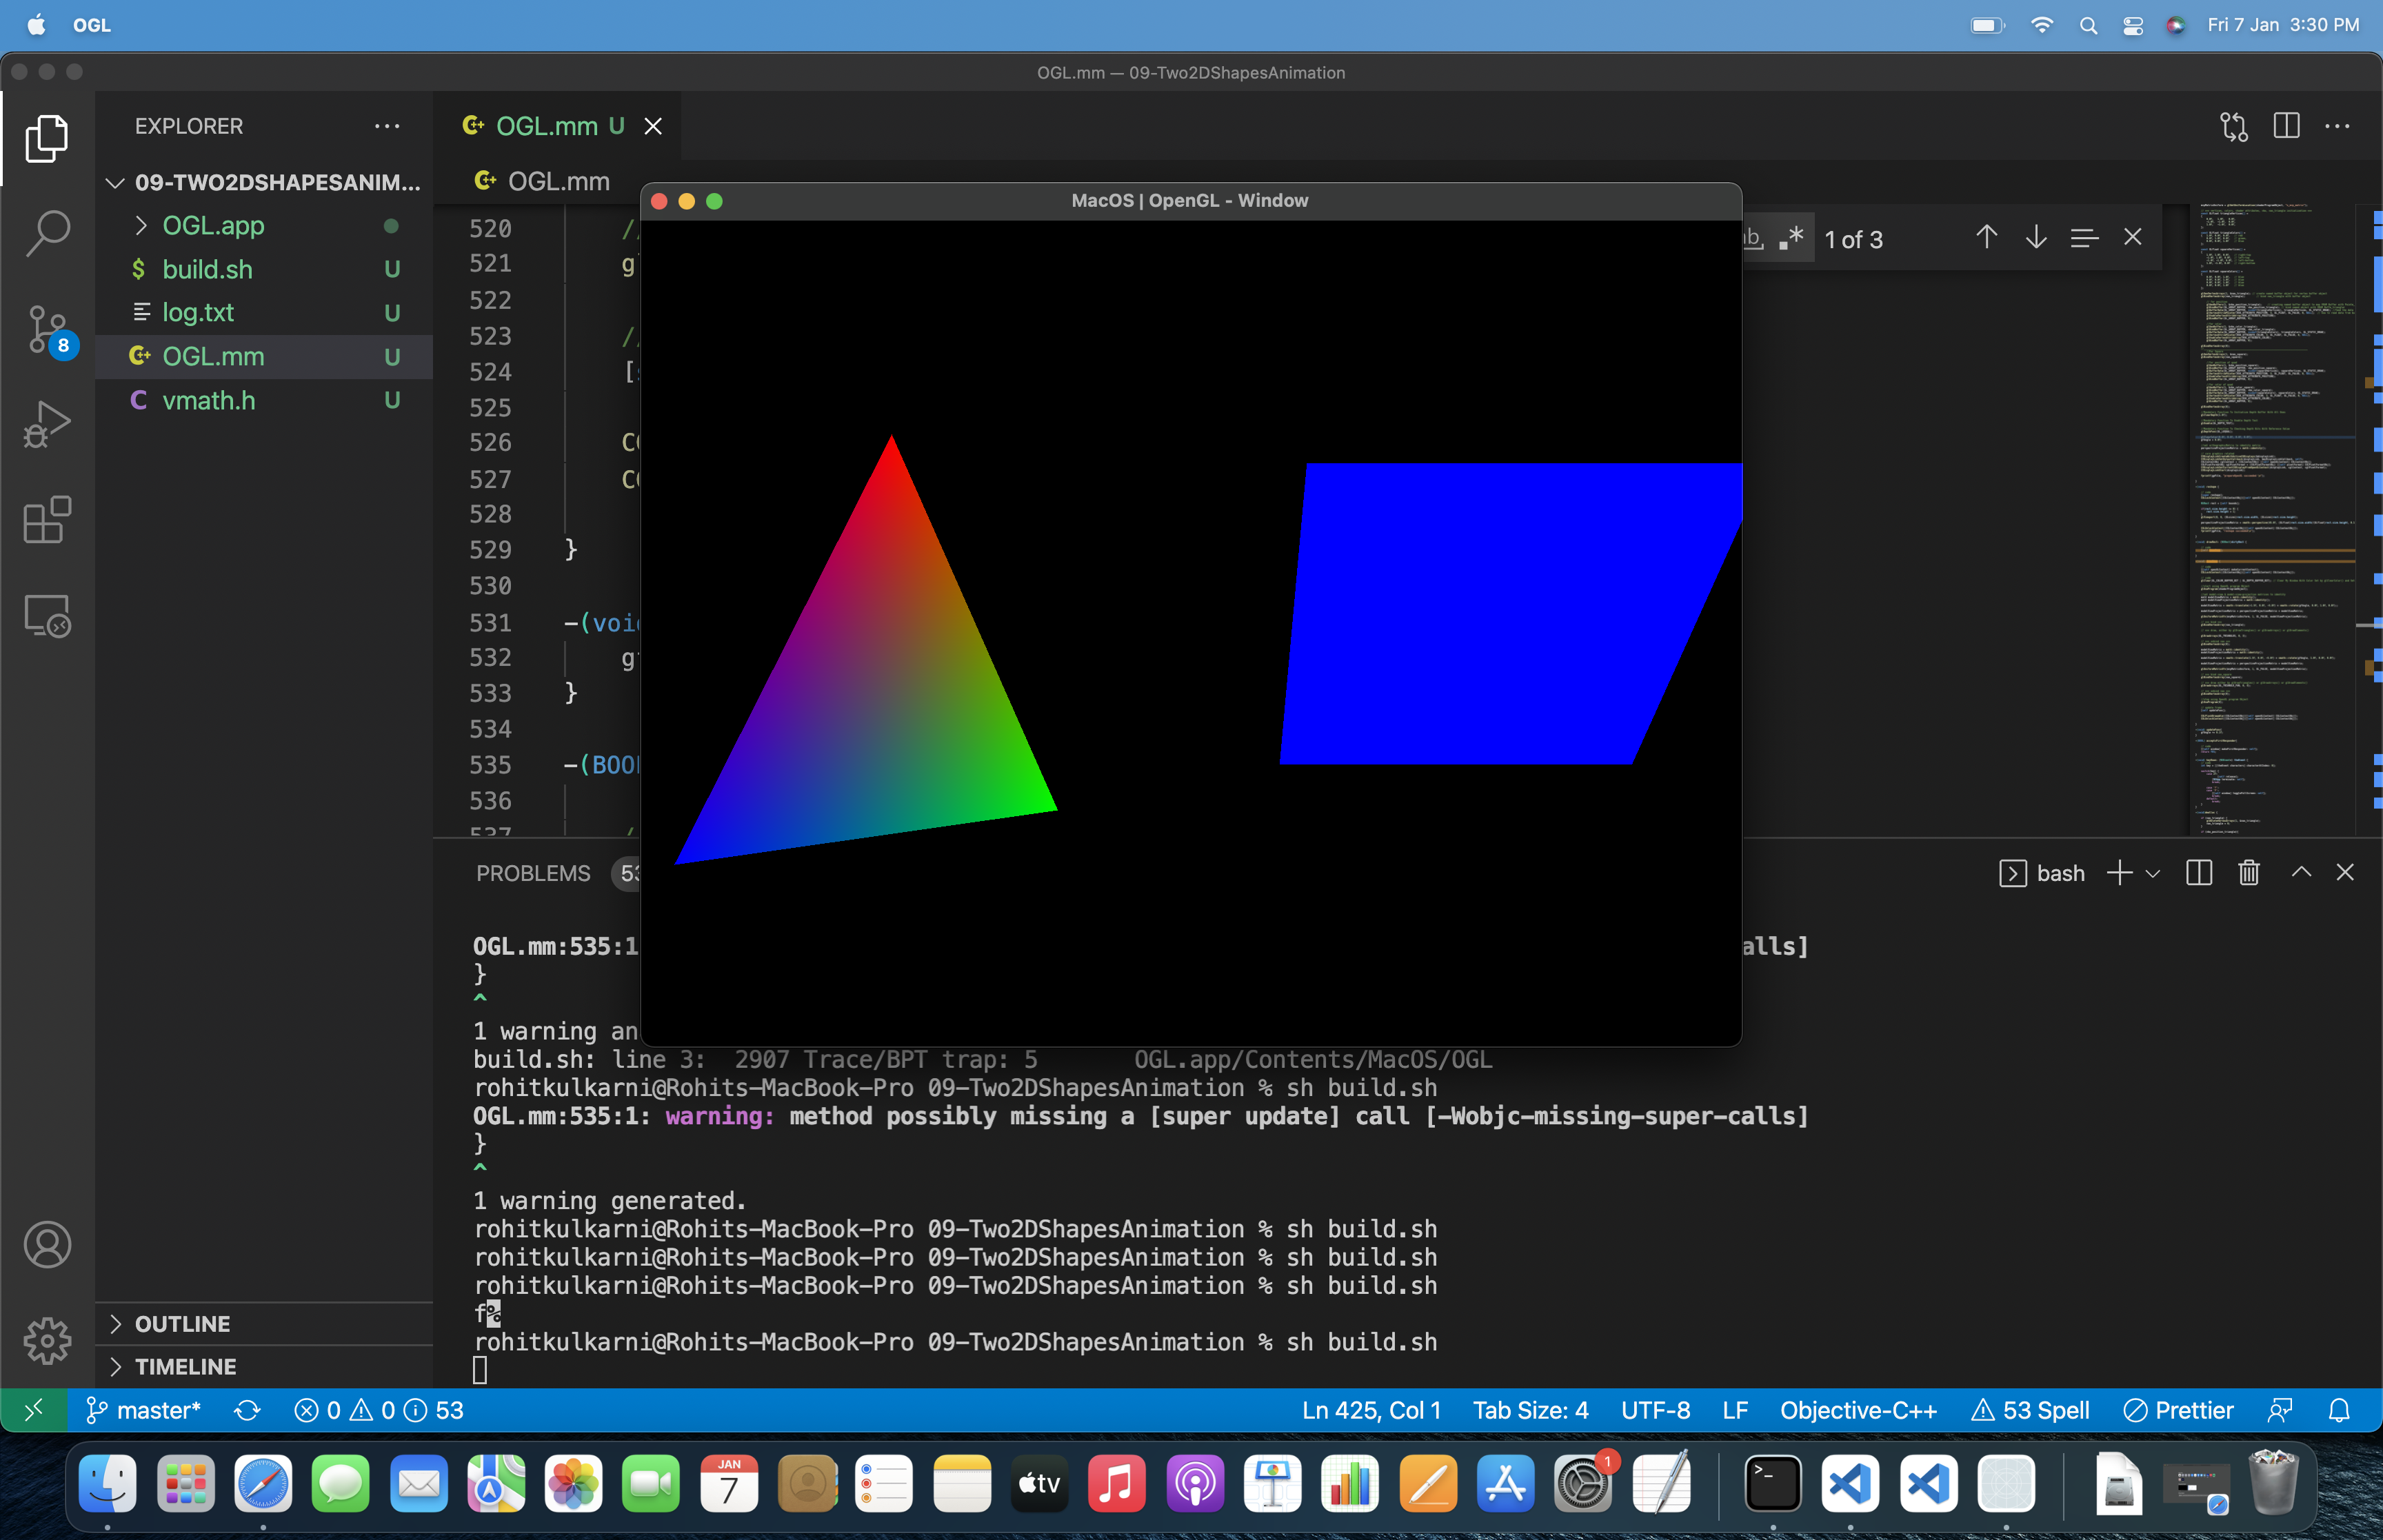 OGL
Fri 7 Jan 3:30 PM
OGL.mm — 09-Two2DShapesAnimation
EXPLORER
OGL.mm U
09-TWO2DSHAPESANIM...
OGL.mm
OGL.app
build.sh U
log.txt U
OGL.mm U
vmath.h U
8
MacOS | OpenGL - Window
1 of 3
520 //
521 g
522
523 //
524 [
525
526 C
527 C
528
529 }
530
531 -(voi
532 g
533 }
534
535 -(BOO
536
537
PROBLEMS 53
bash
OGL.mm:535:1 alls]
}
^
1 warning an
build.sh: line 3: 2907 Trace/BPT trap: 5 OGL.app/Contents/MacOS/OGL
rohitkulkarni@Rohits-MacBook-Pro 09-Two2DShapesAnimation % sh build.sh
OGL.mm:535:1: warning: method possibly missing a [super update] call [-Wobjc-missing-super-calls]
}
^
1 warning generated.
rohitkulkarni@Rohits-MacBook-Pro 09-Two2DShapesAnimation % sh build.sh
rohitkulkarni@Rohits-MacBook-Pro 09-Two2DShapesAnimation % sh build.sh
rohitkulkarni@Rohits-MacBook-Pro 09-Two2DShapesAnimation % sh build.sh
f%
rohitkulkarni@Rohits-MacBook-Pro 09-Two2DShapesAnimation % sh build.sh
OUTLINE
TIMELINE
master* 0 0 53
Ln 425, Col 1 Tab Size: 4 UTF-8 LF Objective-C++ 53 Spell Prettier
JAN
7
tv
1